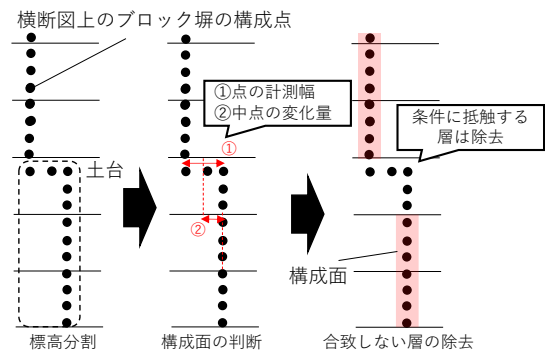 横断図上のブロック塀の構成点
①点の計測幅
②中点の変化量
条件に抵触する
層は除去
①
土台
②
構成面
標高分割
構成面の判断
合致しない層の除去